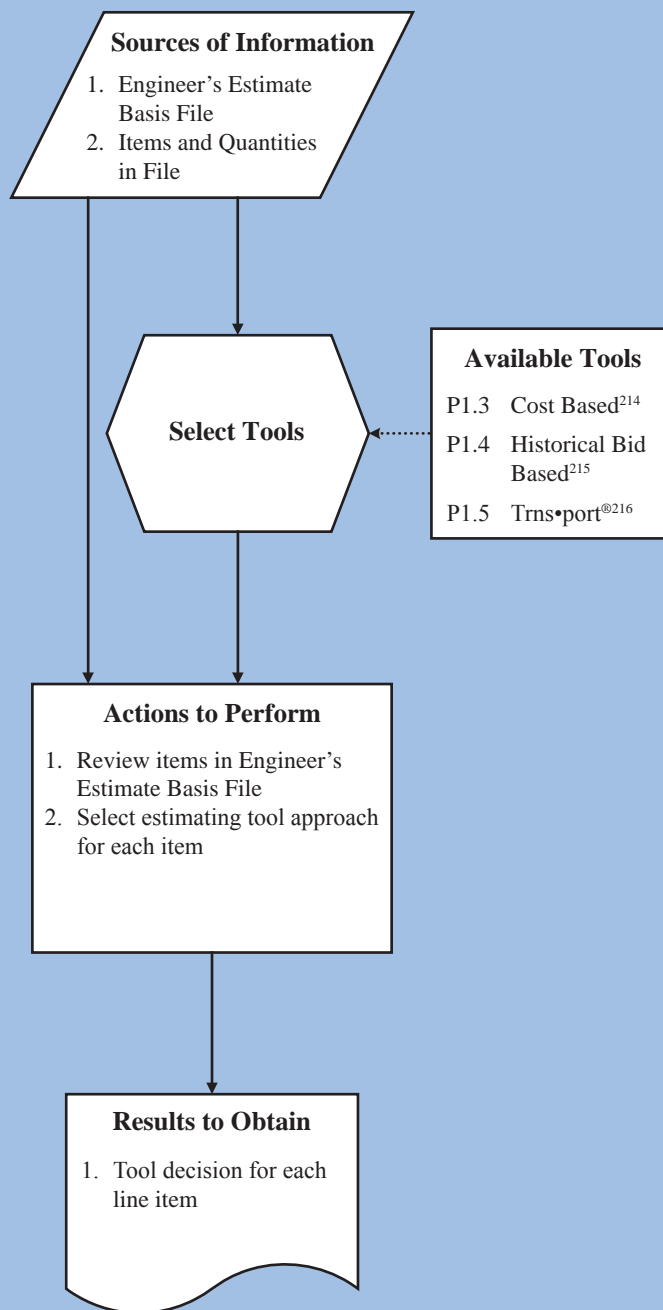 Sources of Information
1. Engineer’s Estimate
Basis File
2. Items and Quantities
in File
Select Tools
Available Tools
P1.3 Cost Based²¹⁴
P1.4 Historical Bid
Based²¹⁵
P1.5 Trns•port®²¹⁶
Actions to Perform
1. Review items in Engineer’s
Estimate Basis File
2. Select estimating tool approach
for each item
Results to Obtain
1. Tool decision for each
line item